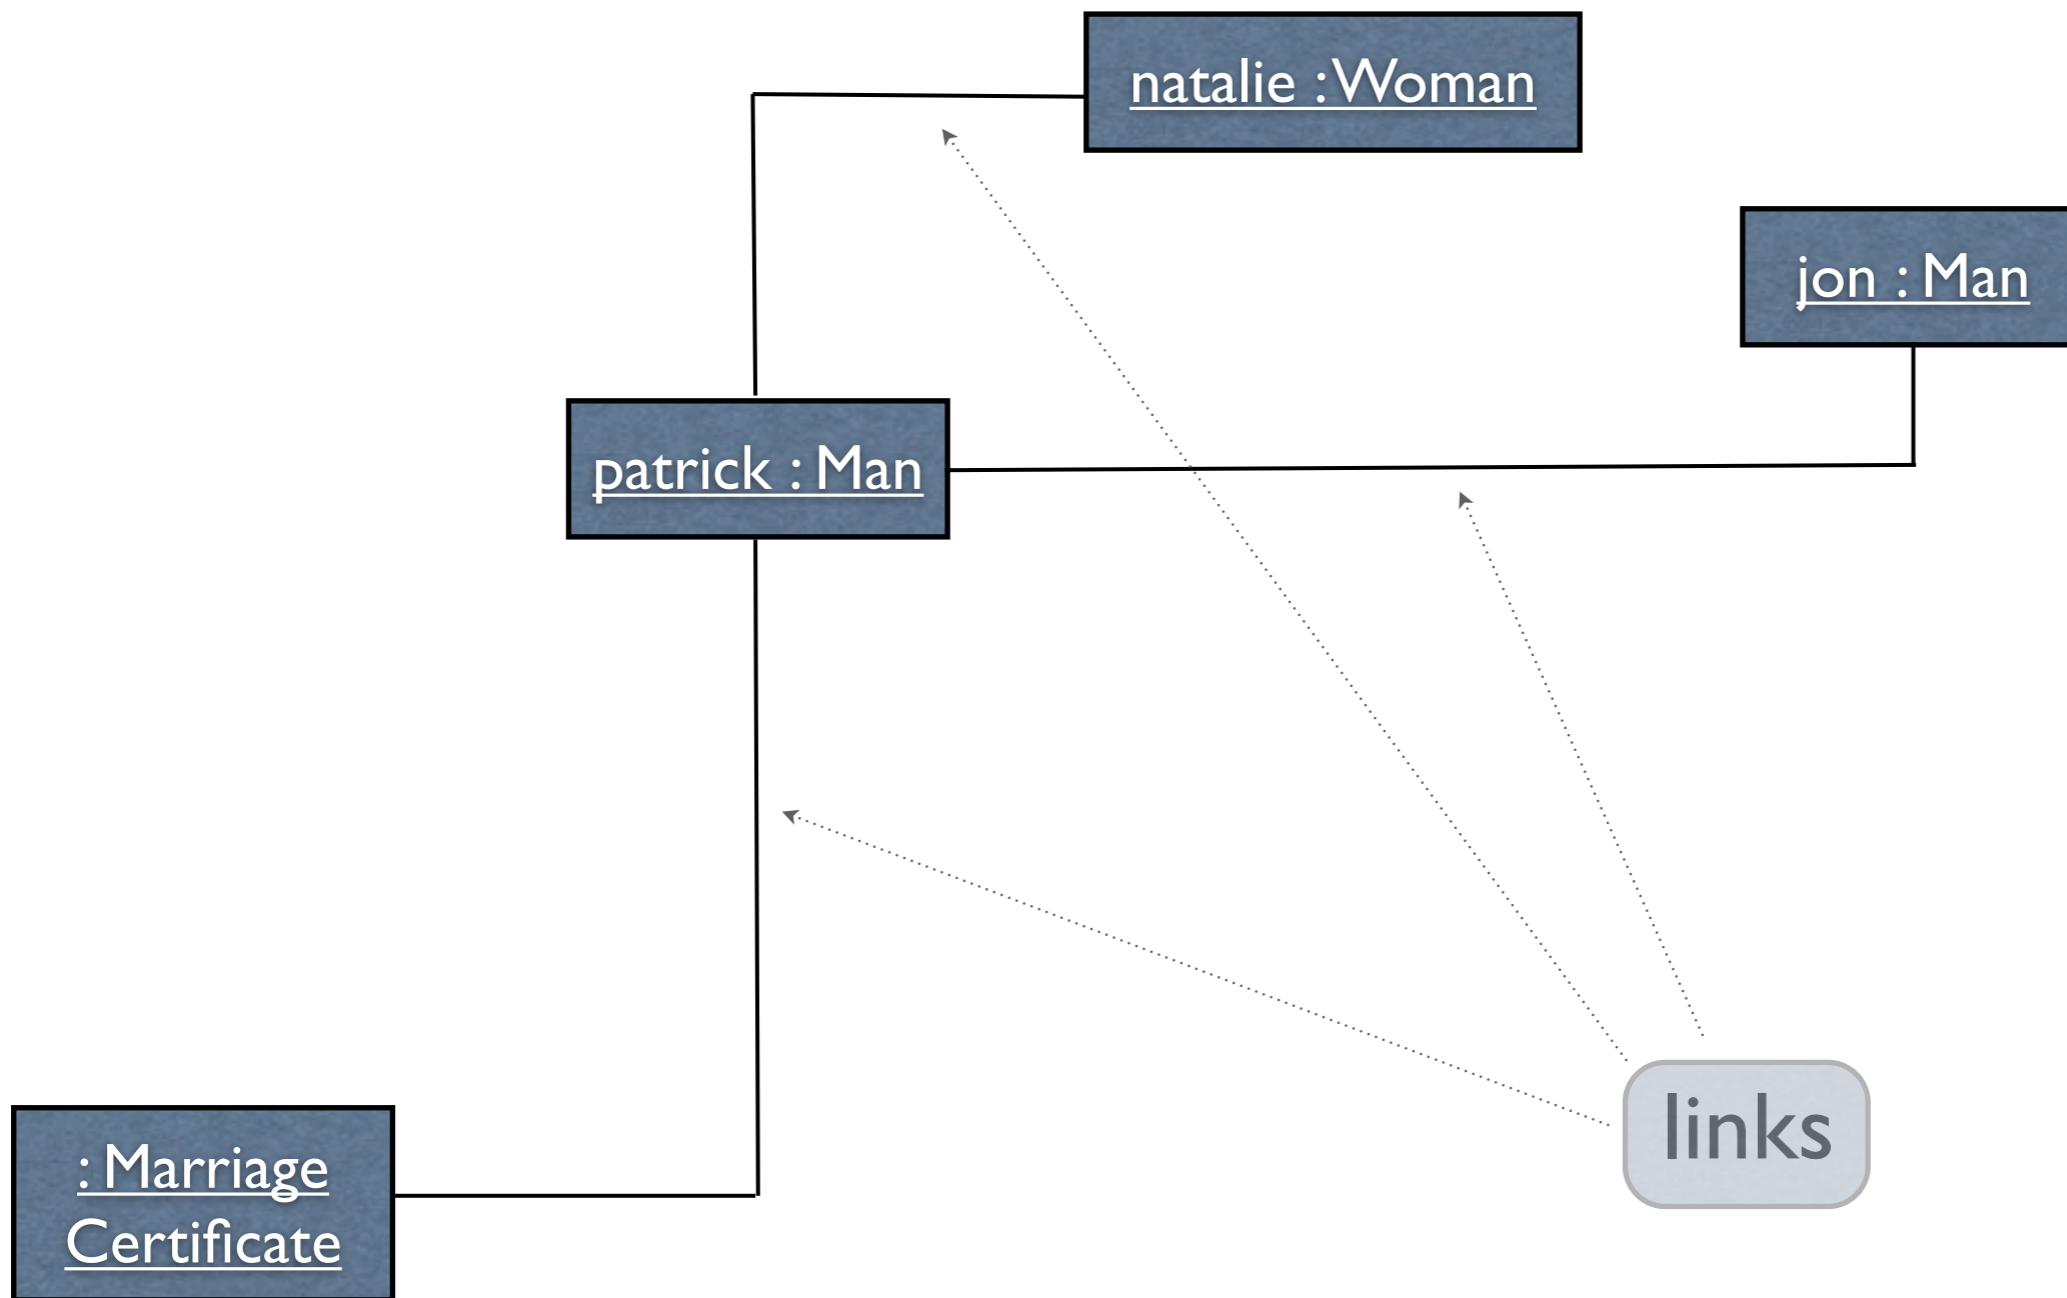 natalie : Woman
jon : Man
patrick : Man
links
: Marriage
Certificate